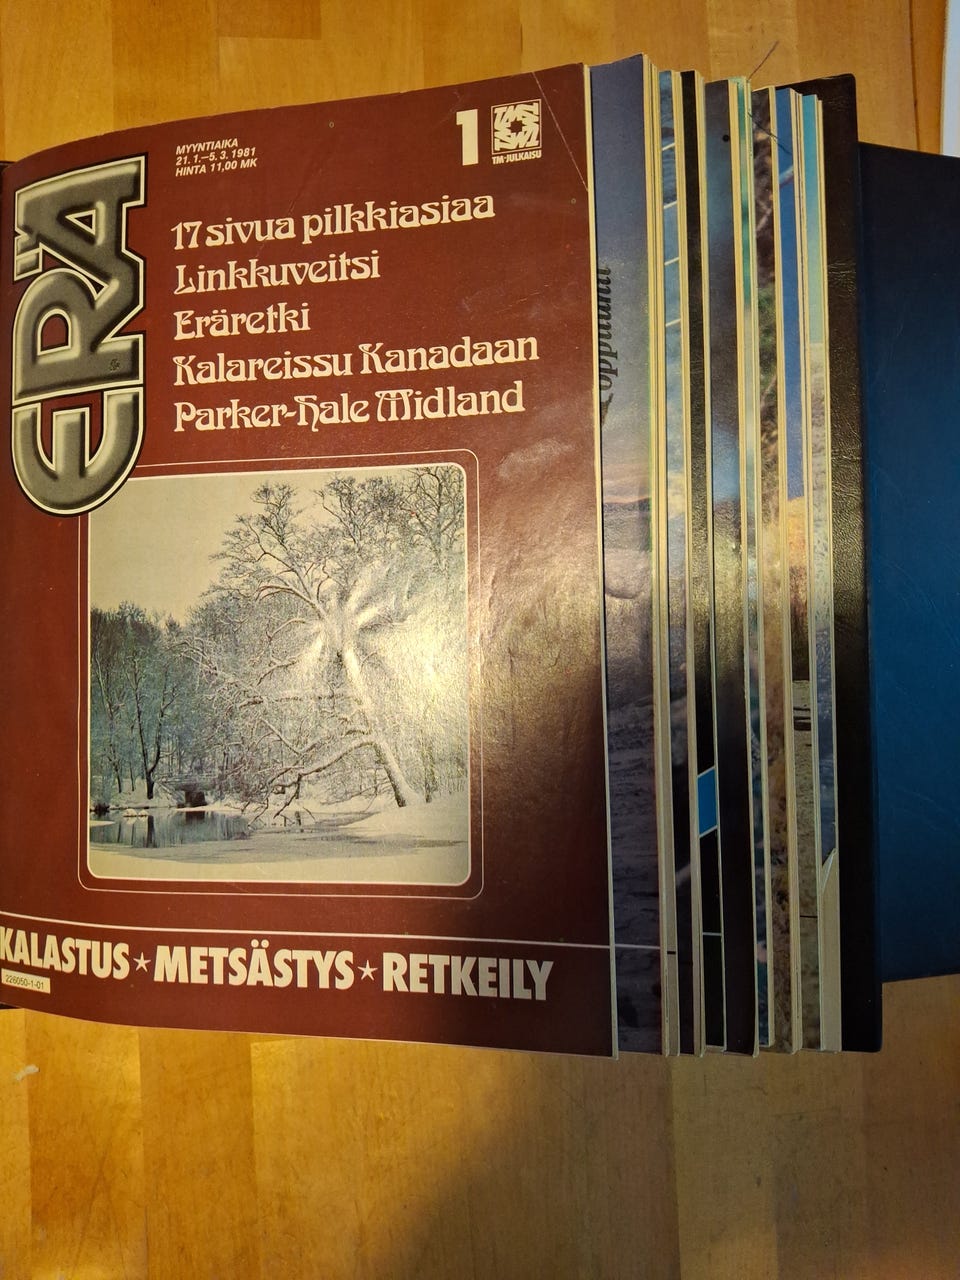 MYYNTIAIKA
21.1.–5.3.1981
HINTA 11,00 MK
1
TM-JULKAISU
ERÄ
17 sivua pilkkiasiaa
Linkkuveitsi
Eräretki
Kalareissu Kanadaan
Parker-Hale Midland
KALASTUS ★ METSÄSTYS ★ RETKEILY
226050-1-01